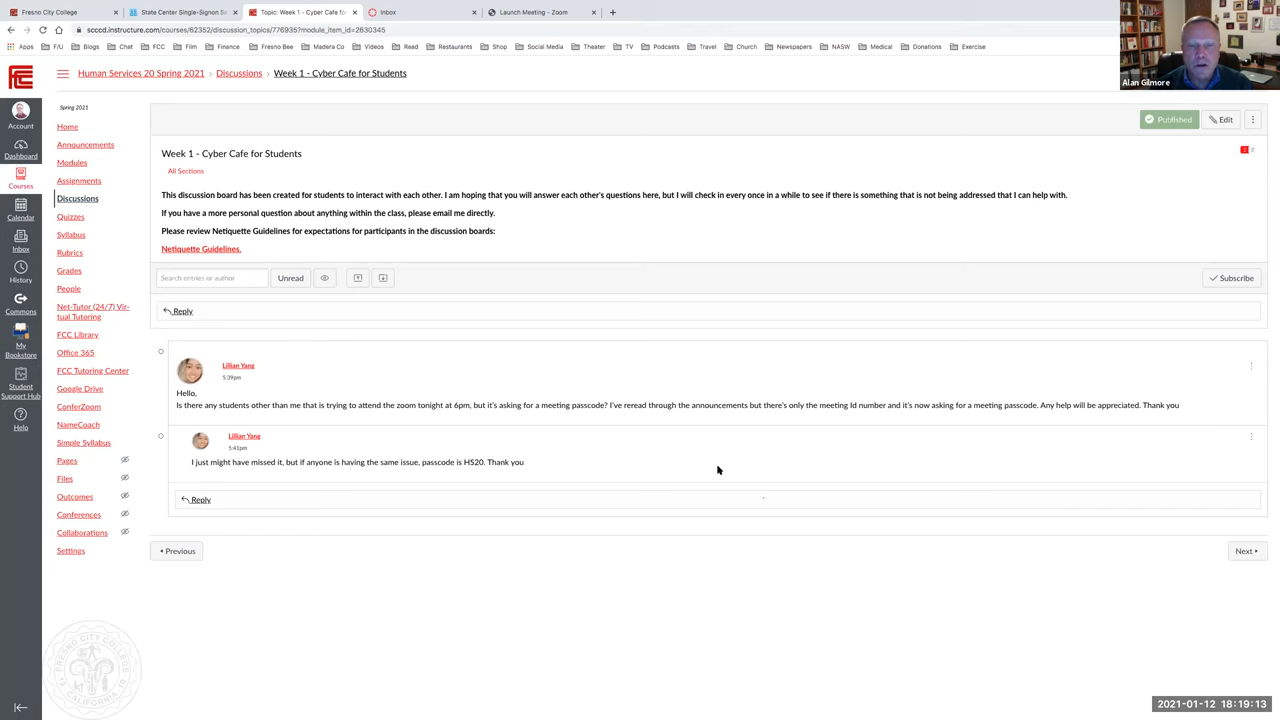 Fresno City College
State Center Single-Signon Se
Topic: Week 1 - Cyber Cafe fo
Inbox
Launch Meeting - Zoom
scccd.instructure.com/courses/62352/discussion_topics/776935?module_item_id=2630345
Apps F/U Blogs Chat FCC Film Finance Fresno Bee Madera Co Videos Read Restaurants Shop Social Media Theater TV Podcasts Travel Church Newspapers NASW Medical Donations Exercise
Alan Gilmore
FCC
Human Services 20 Spring 2021 › Discussions › Week 1 - Cyber Cafe for Students
Account
Dashboard
Courses
Calendar
Inbox
History
Commons
My
Bookstore
Student
Support Hub
Help
Spring 2021
Home
Announcements
Modules
Assignments
Discussions
Quizzes
Syllabus
Rubrics
Grades
People
Net-Tutor (24/7) Vir-
tual Tutoring
FCC Library
Office 365
FCC Tutoring Center
Google Drive
ConferZoom
NameCoach
Simple Syllabus
Pages
Files
Outcomes
Conferences
Collaborations
Settings
Published
Edit
Week 1 - Cyber Cafe for Students
2 2
All Sections
This discussion board has been created for students to interact with each other. I am hoping that you will answer each other's questions here, but I will check in every once in a while to see if there is something that is not being addressed that I can help with.
If you have a more personal question about anything within the class, please email me directly.
Please review Netiquette Guidelines for expectations for participants in the discussion boards:
Netiquette Guidelines.
Search entries or author
Unread
Subscribe
Reply
Lillian Yang
5:39pm
Hello,
Is there any students other than me that is trying to attend the zoom tonight at 6pm, but it's asking for a meeting passcode? I've reread through the announcements but there's only the meeting Id number and it's now asking for a meeting passcode. Any help will be appreciated. Thank you
Lillian Yang
5:41pm
I just might have missed it, but if anyone is having the same issue, passcode is HS20. Thank you
Reply
Previous
Next
2021-01-12 18:19:13